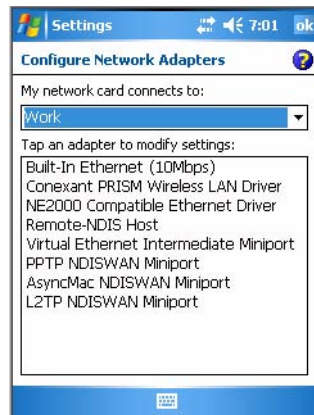 Settings 7:01 ok
Configure Network Adapters ?
My network card connects to:
Work
Tap an adapter to modify settings:
Built-In Ethernet (10Mbps)
Conexant PRISM Wireless LAN Driver
NE2000 Compatible Ethernet Driver
Remote-NDIS Host
Virtual Ethernet Intermediate Miniport
PPTP NDISWAN Miniport
AsyncMac NDISWAN Miniport
L2TP NDISWAN Miniport